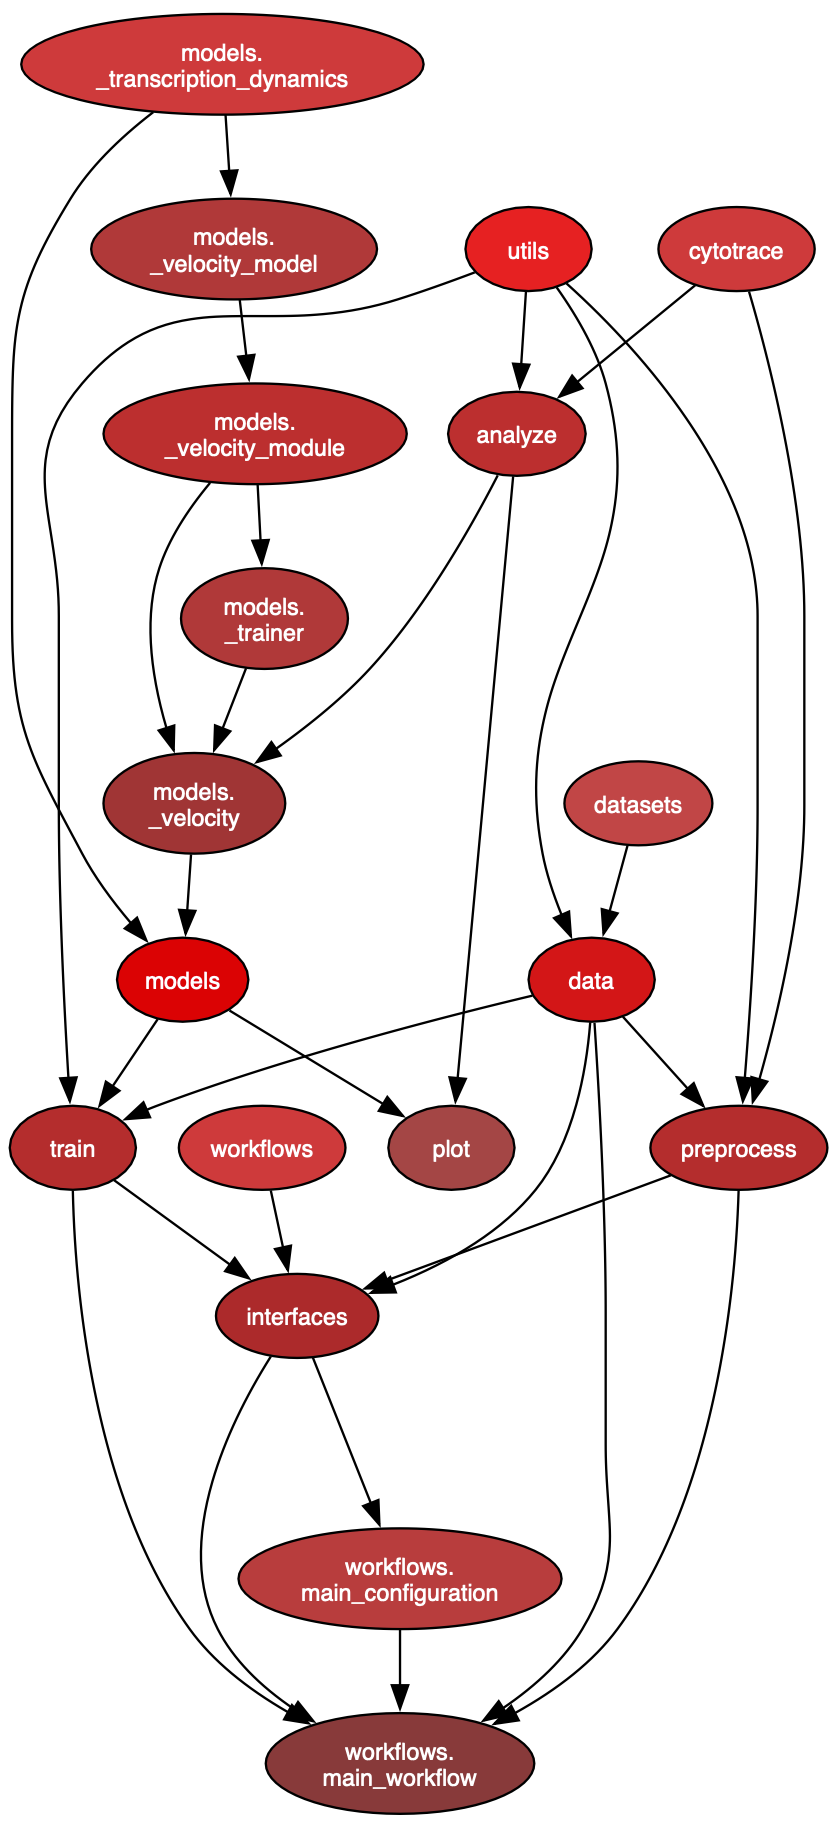 models.
_transcription_dynamics
models.
_velocity_model
utils
cytotrace
models.
_velocity_module
analyze
models.
_trainer
models.
_velocity
datasets
models
data
train
workflows
plot
preprocess
interfaces
workflows.
main_configuration
workflows.
main_workflow